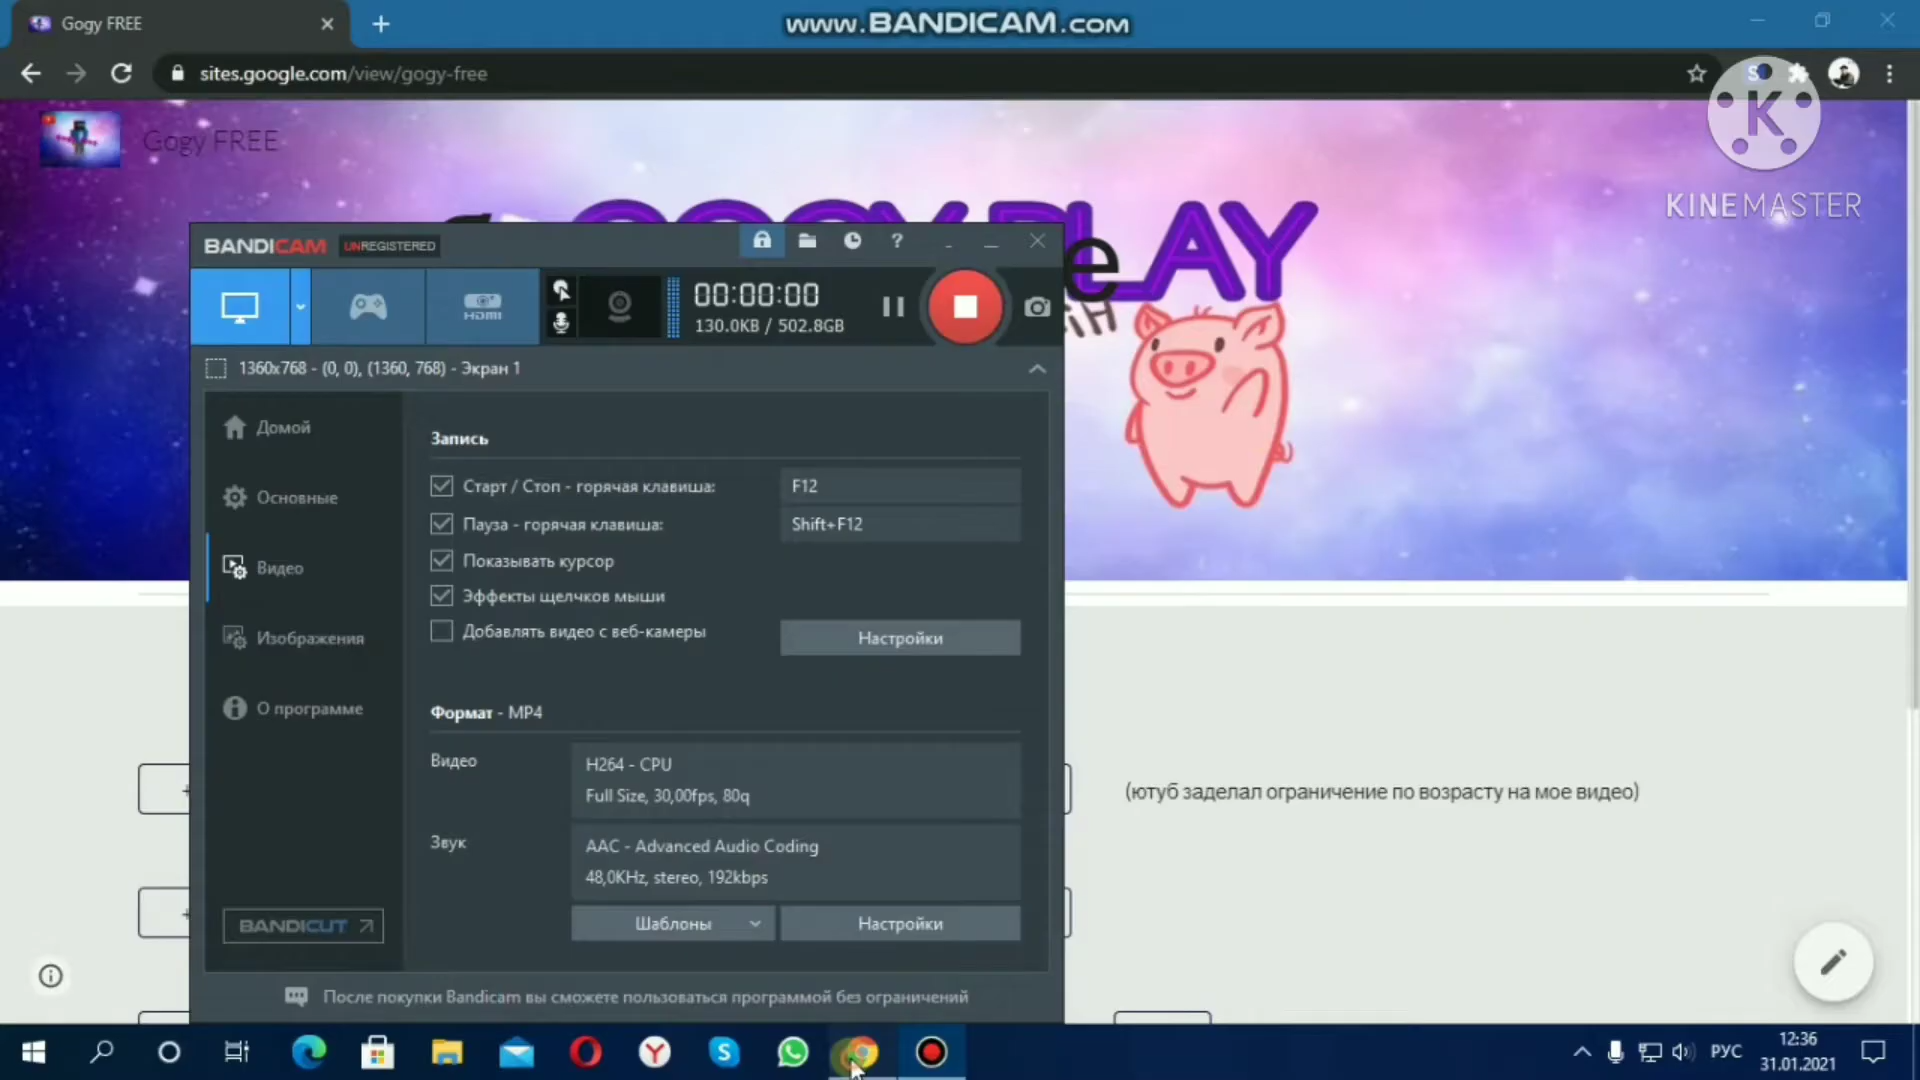 Gogy FREE
www.BANDICAM.com
sites.google.com/view/gogy-free
Gogy FREE
K
KINEMASTER
PLAY
BANDICAM UNREGISTERED
?
HDMI
00:00:00
130.0KB / 502.8GB
1360x768 - (0, 0), (1360, 768) - Экран 1
Домой
Основные
Видео
Изображения
О программе
BANDICUT
Запись
Старт / Стоп - горячая клавиша:
F12
Пауза - горячая клавиша:
Shift+F12
Показывать курсор
Эффекты щелчков мыши
Добавлять видео с веб-камеры
Настройки
Формат - MP4
Видео
H264 - CPU
Full Size, 30,00fps, 80q
Звук
AAC - Advanced Audio Coding
48,0KHz, stereo, 192kbps
Шаблоны
Настройки
После покупки Bandicam вы сможете пользоваться программой без ограничений
(ютуб заделал ограничение по возрасту на мое видео)
РУС
12:36
31.01.2021